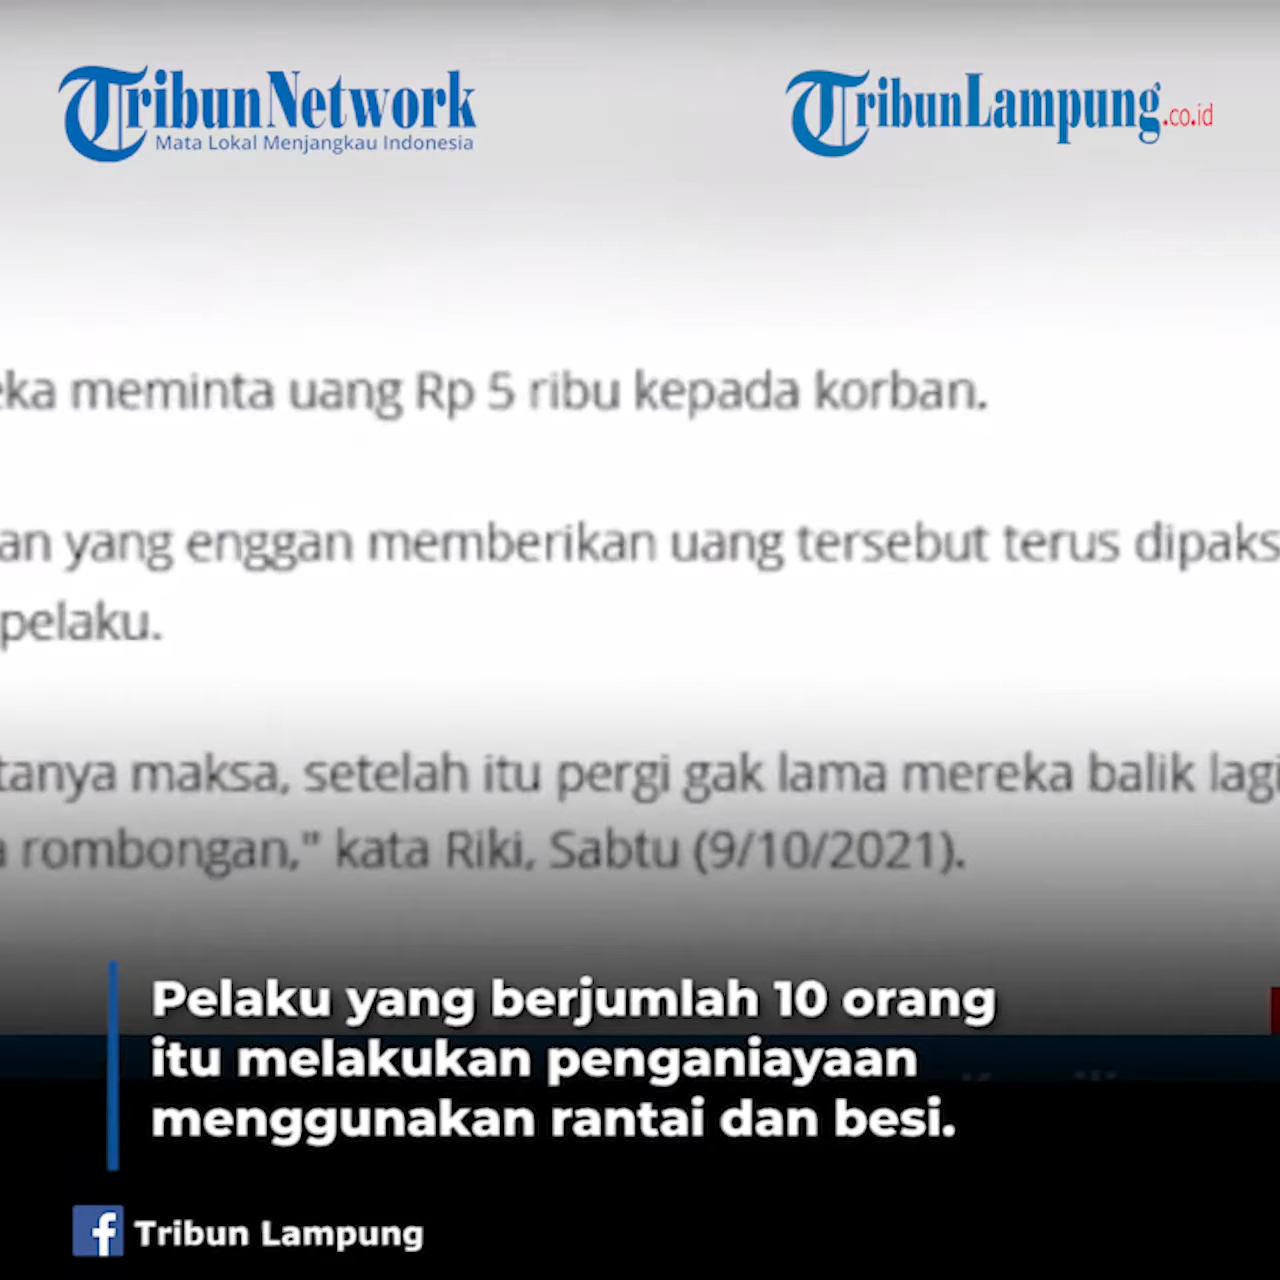 TribunNetwork
Mata Lokal Menjangkau Indonesia
TribunLampung.co.id
eka meminta uang Rp 5 ribu kepada korban.
an yang enggan memberikan uang tersebut terus dipaks
pelaku.
tanya maksa, setelah itu pergi gak lama mereka balik lagi
rombongan," kata Riki, Sabtu (9/10/2021).
Pelaku yang berjumlah 10 orang
itu melakukan penganiayaan
menggunakan rantai dan besi.
Tribun Lampung